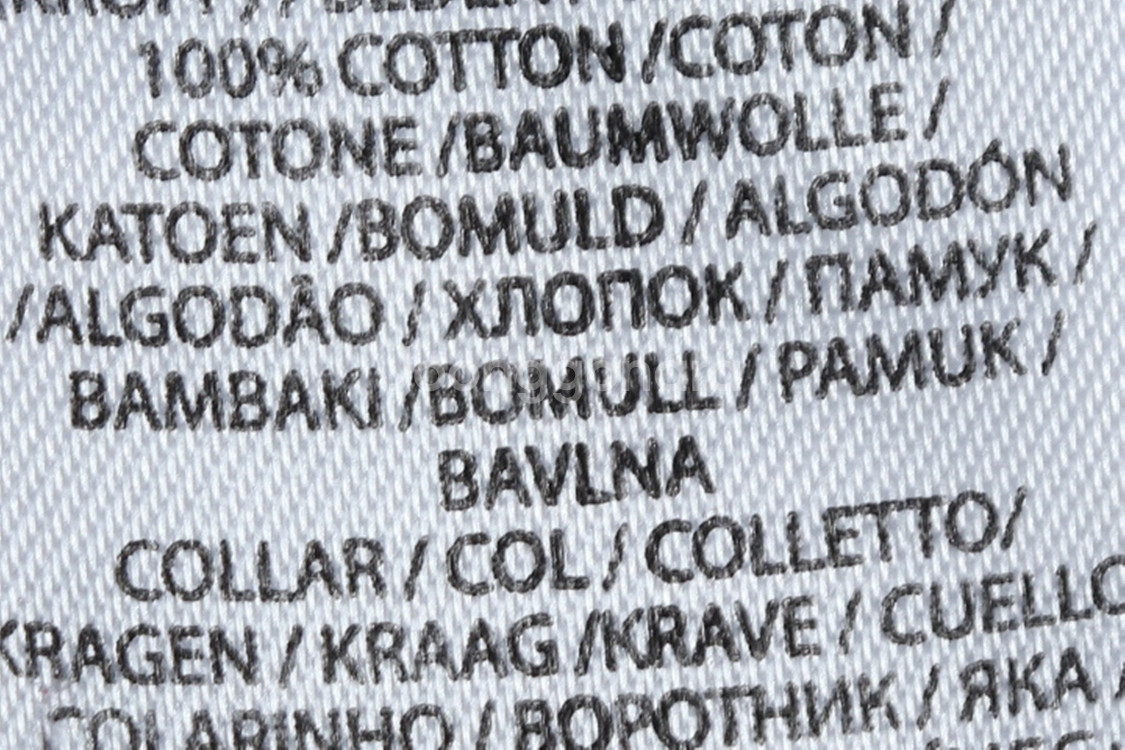 100% COTTON /COTON /
COTONE /BAUMWOLLE /
KATOEN /BOMULD / ALGODÓN
/ALGODÃO / ХЛОПОК / ПАМУК /
BAMBAKI /BOMULL / PAMUK /
BAVLNA
COLLAR / COL / COLLETTO/
KRAGEN / KRAAG /KRAVE / CUELLO
COLARINHO / ВОРОТНИК / ЯКА